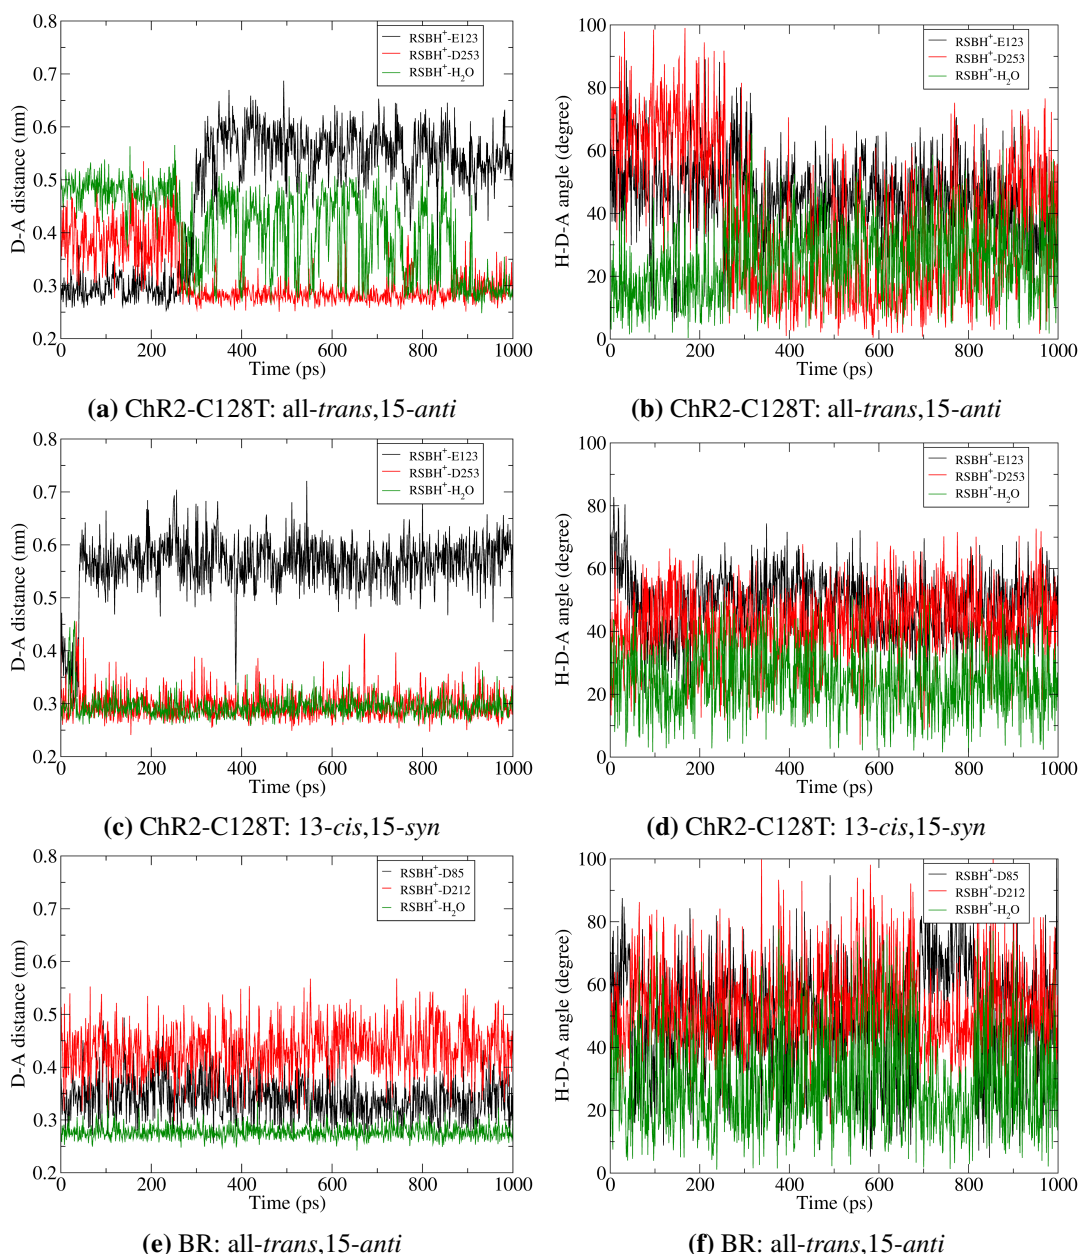 0.8
0.7
0.6
0.5
0.4
0.3
0.2
D-A distance (nm)
RSBH+-E123
RSBH+-D253
RSBH+-H2O
0 200 400 600 800 1000
Time (ps)
(a) ChR2-C128T: all-trans,15-anti
100
80
60
40
20
0
H-D-A angle (degree)
RSBH+-E123
RSBH+-D253
RSBH+-H2O
0 200 400 600 800 1000
Time (ps)
(b) ChR2-C128T: all-trans,15-anti
0.8
0.7
0.6
0.5
0.4
0.3
0.2
D-A distance (nm)
RSBH+-E123
RSBH+-D253
RSBH+-H2O
0 200 400 600 800 1000
Time (ps)
(c) ChR2-C128T: 13-cis,15-syn
100
80
60
40
20
0
H-D-A angle (degree)
RSBH+-E123
RSBH+-D253
RSBH+-H2O
0 200 400 600 800 1000
Time (ps)
(d) ChR2-C128T: 13-cis,15-syn
0.8
0.7
0.6
0.5
0.4
0.3
0.2
D-A distance (nm)
RSBH+-D85
RSBH+-D212
RSBH+-H2O
0 200 400 600 800 1000
Time (ps)
(e) BR: all-trans,15-anti
100
80
60
40
20
0
H-D-A angle (degree)
RSBH+-D85
RSBH+-D212
RSBH+-H2O
0 200 400 600 800 1000
Time (ps)
(f) BR: all-trans,15-anti